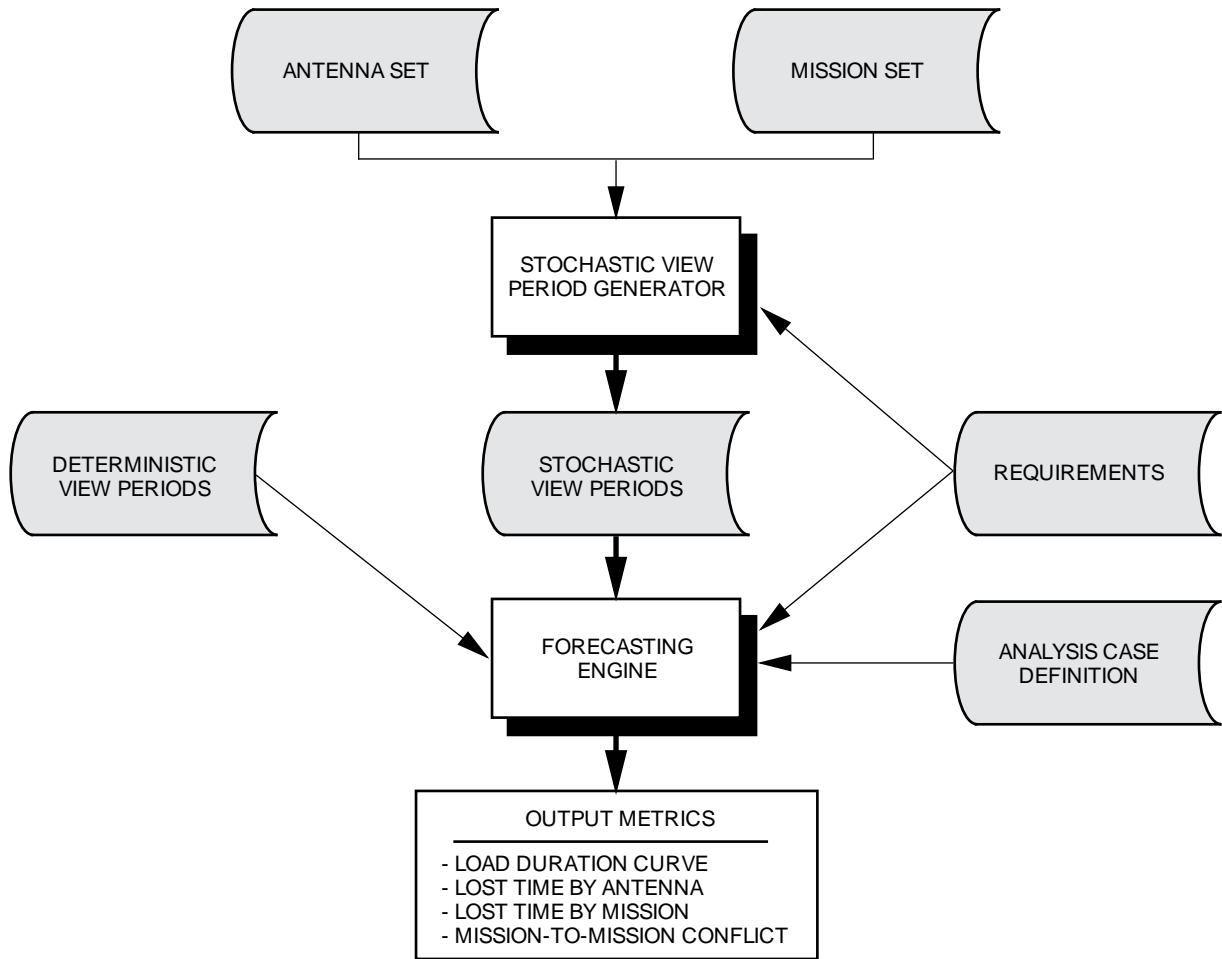 ANTENNA SET
MISSION SET
STOCHASTIC VIEW
PERIOD GENERATOR
DETERMINISTIC
VIEW PERIODS
STOCHASTIC
VIEW PERIODS
REQUIREMENTS
FORECASTING
ENGINE
ANALYSIS CASE
DEFINITION
OUTPUT METRICS
- LOAD DURATION CURVE
- LOST TIME BY ANTENNA
- LOST TIME BY MISSION
- MISSION-TO-MISSION CONFLICT